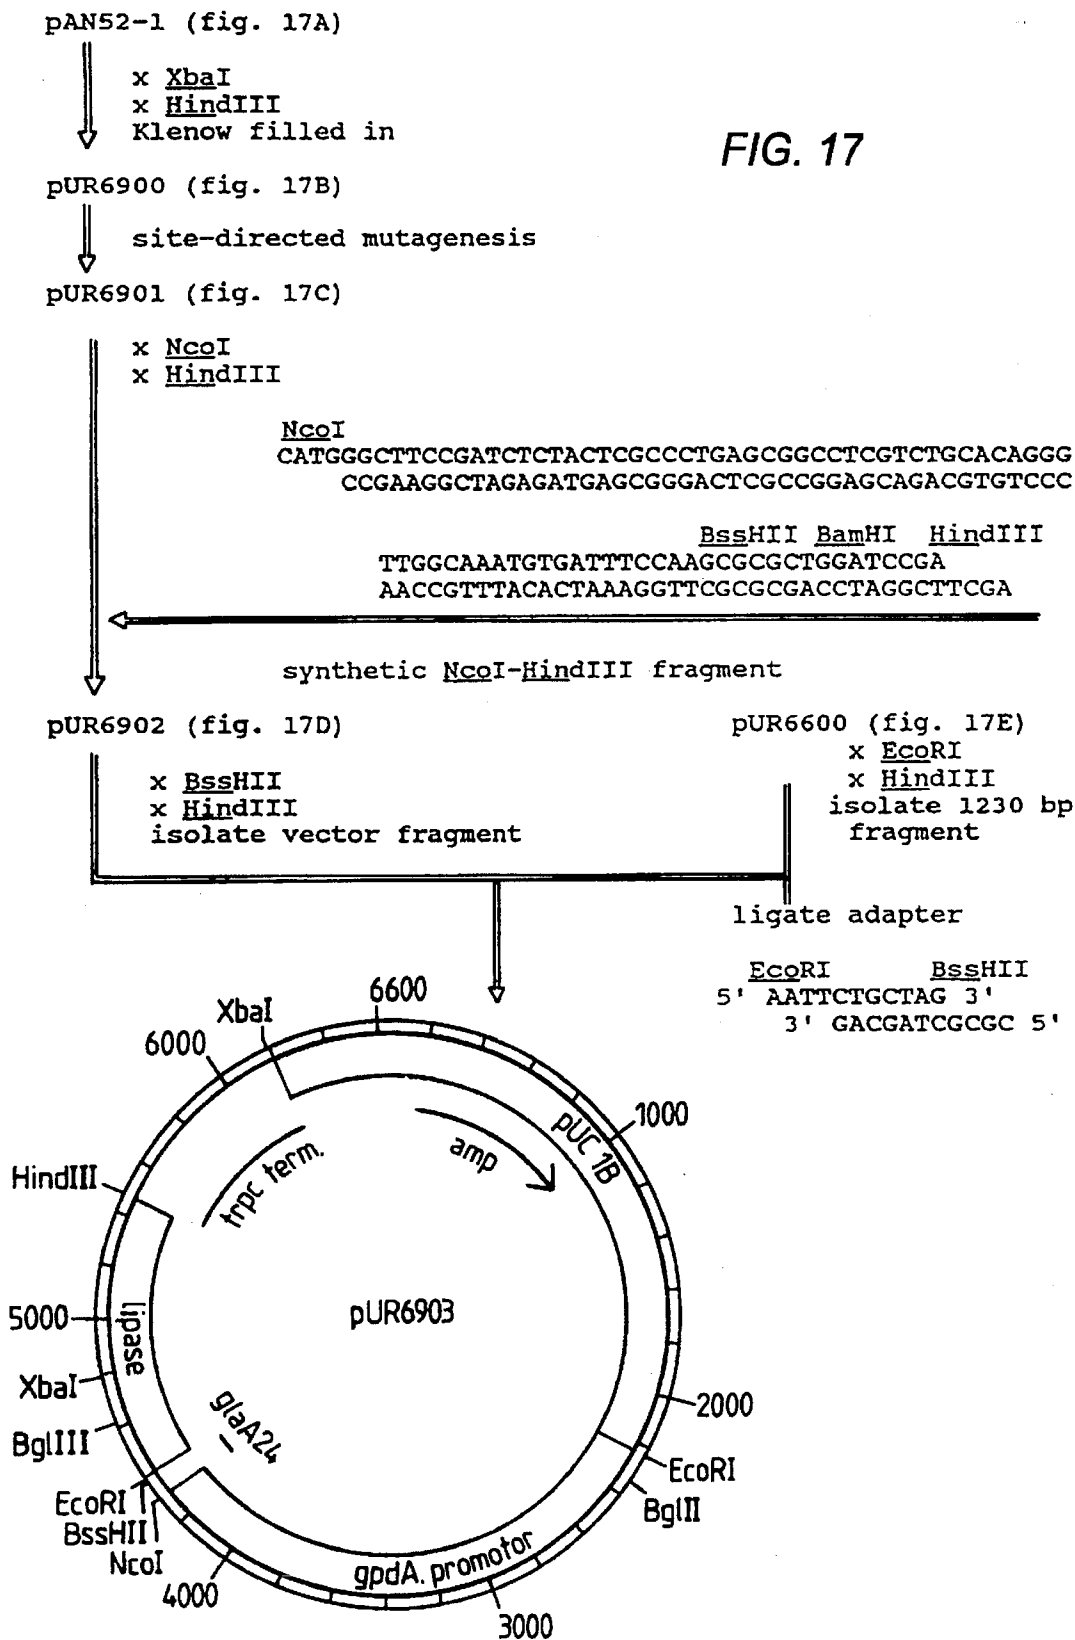 pAN52-1 (fig. 17A)
x XbaI
x HindIII
Klenow filled in
FIG. 17
pUR6900 (fig. 17B)
site-directed mutagenesis
pUR6901 (fig. 17C)
x NcoI
x HindIII
NcoI
CATGGGCTTCCGATCTCTACTCGCCCTGAGCGGCCTCGTCTGCACAGGG
CCGAAGGCTAGAGATGAGCGGGACTCGCCGGAGCAGACGTGTCCC
BssHII BamHI HindIII
TTGGCAAATGTGATTTCCAAGCGCGCTGGATCCGA
AACCGTTTACACTAAAGGTTCGCGCGACCTAGGCTTCGA
synthetic NcoI-HindIII fragment
pUR6902 (fig. 17D)
pUR6600 (fig. 17E)
x EcoRI
x HindIII
isolate 1230 bp
fragment
x BssHII
x HindIII
isolate vector fragment
ligate adapter
EcoRI BssHII
5' AATTCTGCTAG 3'
3' GACGATCGCGC 5'
XbaI
6600
6000
1000
pUC 1B
amp
trpc term.
HindIII
5000
lipase
pUR6903
XbaI
BglIII
glaA24
2000
EcoRI
BglII
EcoRI
BssHII
NcoI
4000
gpdA. promotor
3000